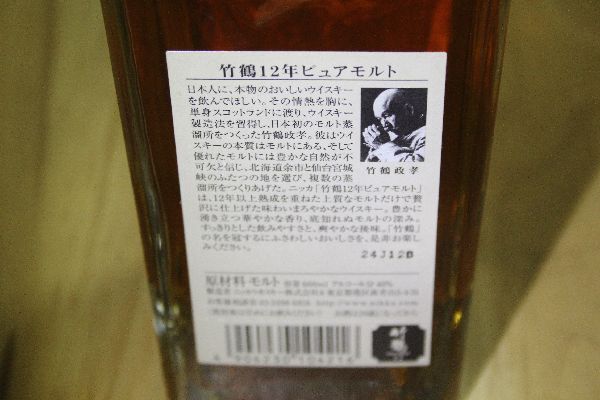 竹鶴12年ピュアモルト
日本人に、本物のおいしいウイスキー
を飲んでほしい。その情熱を胸に、
単身スコットランドに渡り、ウイスキー
製造法を習得し、日本初のモルト蒸
溜所をつくった竹鶴政孝。彼はウイ
スキーの本質はモルトにある、そして
優れたモルトには豊かな自然が不
可欠と信じ、北海道余市と仙台宮城
峡のふたつの地を選び、複数の蒸
溜所をつくりあげた。ニッカ「竹鶴12年ピュアモルト」
は、12年以上熟成を重ねた上質なモルトだけで贅
沢に仕上げた味わいまろやかなウイスキー。豊かに
湧き立つ華やかな香り、底知れぬモルトの深み。
すっきりとした飲みやすさと、爽やかな後味。「竹鶴」
の名を冠するにふさわしいおいしさを、是非お楽し
みください。
竹鶴政孝
24J12B
原材料 モルト 容量 660ml アルコール分 40%
4 904230 104216
竹鶴